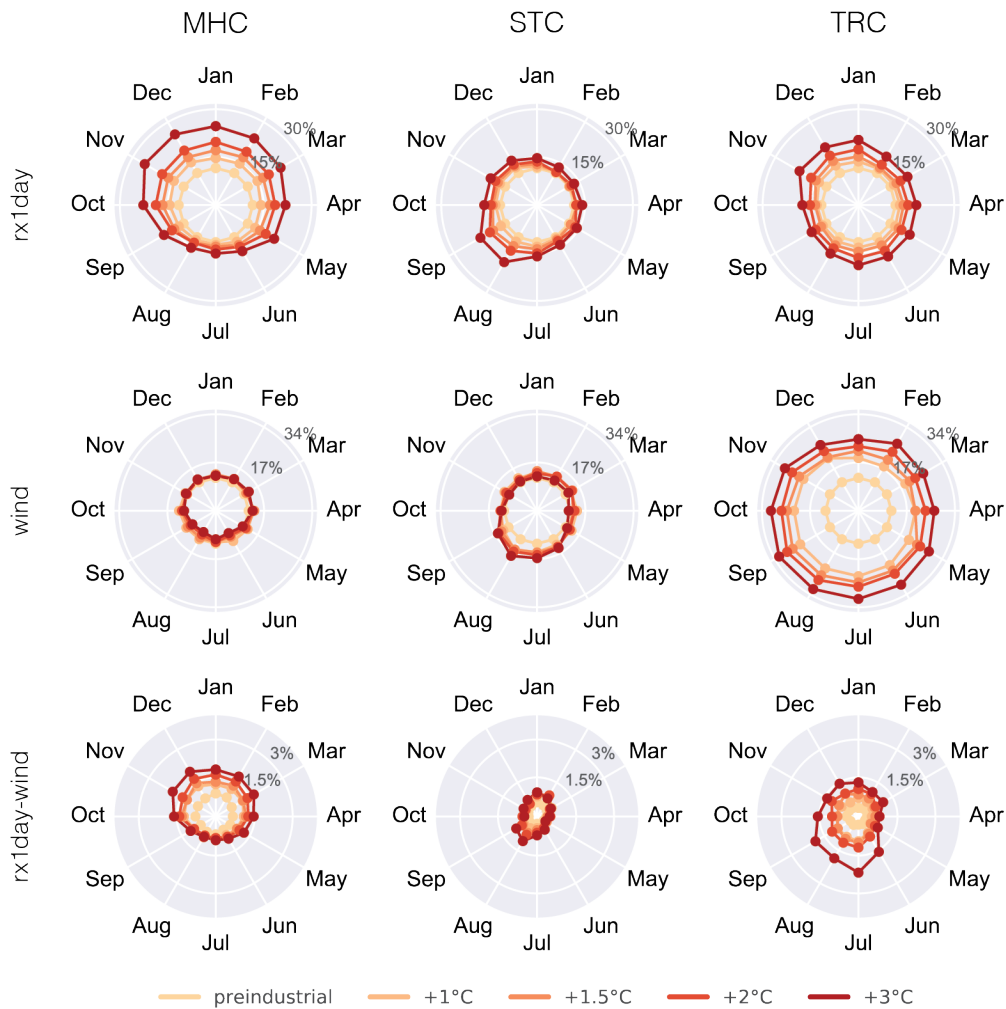 MHC STC TRC
rx1day
Jan Feb Mar Apr May Jun Jul Aug Sep Oct Nov Dec 15% 30%
Jan Feb Mar Apr May Jun Jul Aug Sep Oct Nov Dec 15% 30%
Jan Feb Mar Apr May Jun Jul Aug Sep Oct Nov Dec 15% 30%
wind
Jan Feb Mar Apr May Jun Jul Aug Sep Oct Nov Dec 17% 34%
Jan Feb Mar Apr May Jun Jul Aug Sep Oct Nov Dec 17% 34%
Jan Feb Mar Apr May Jun Jul Aug Sep Oct Nov Dec 17% 34%
rx1day-wind
Jan Feb Mar Apr May Jun Jul Aug Sep Oct Nov Dec 1.5% 3%
Jan Feb Mar Apr May Jun Jul Aug Sep Oct Nov Dec 1.5% 3%
Jan Feb Mar Apr May Jun Jul Aug Sep Oct Nov Dec 1.5% 3%
preindustrial +1°C +1.5°C +2°C +3°C